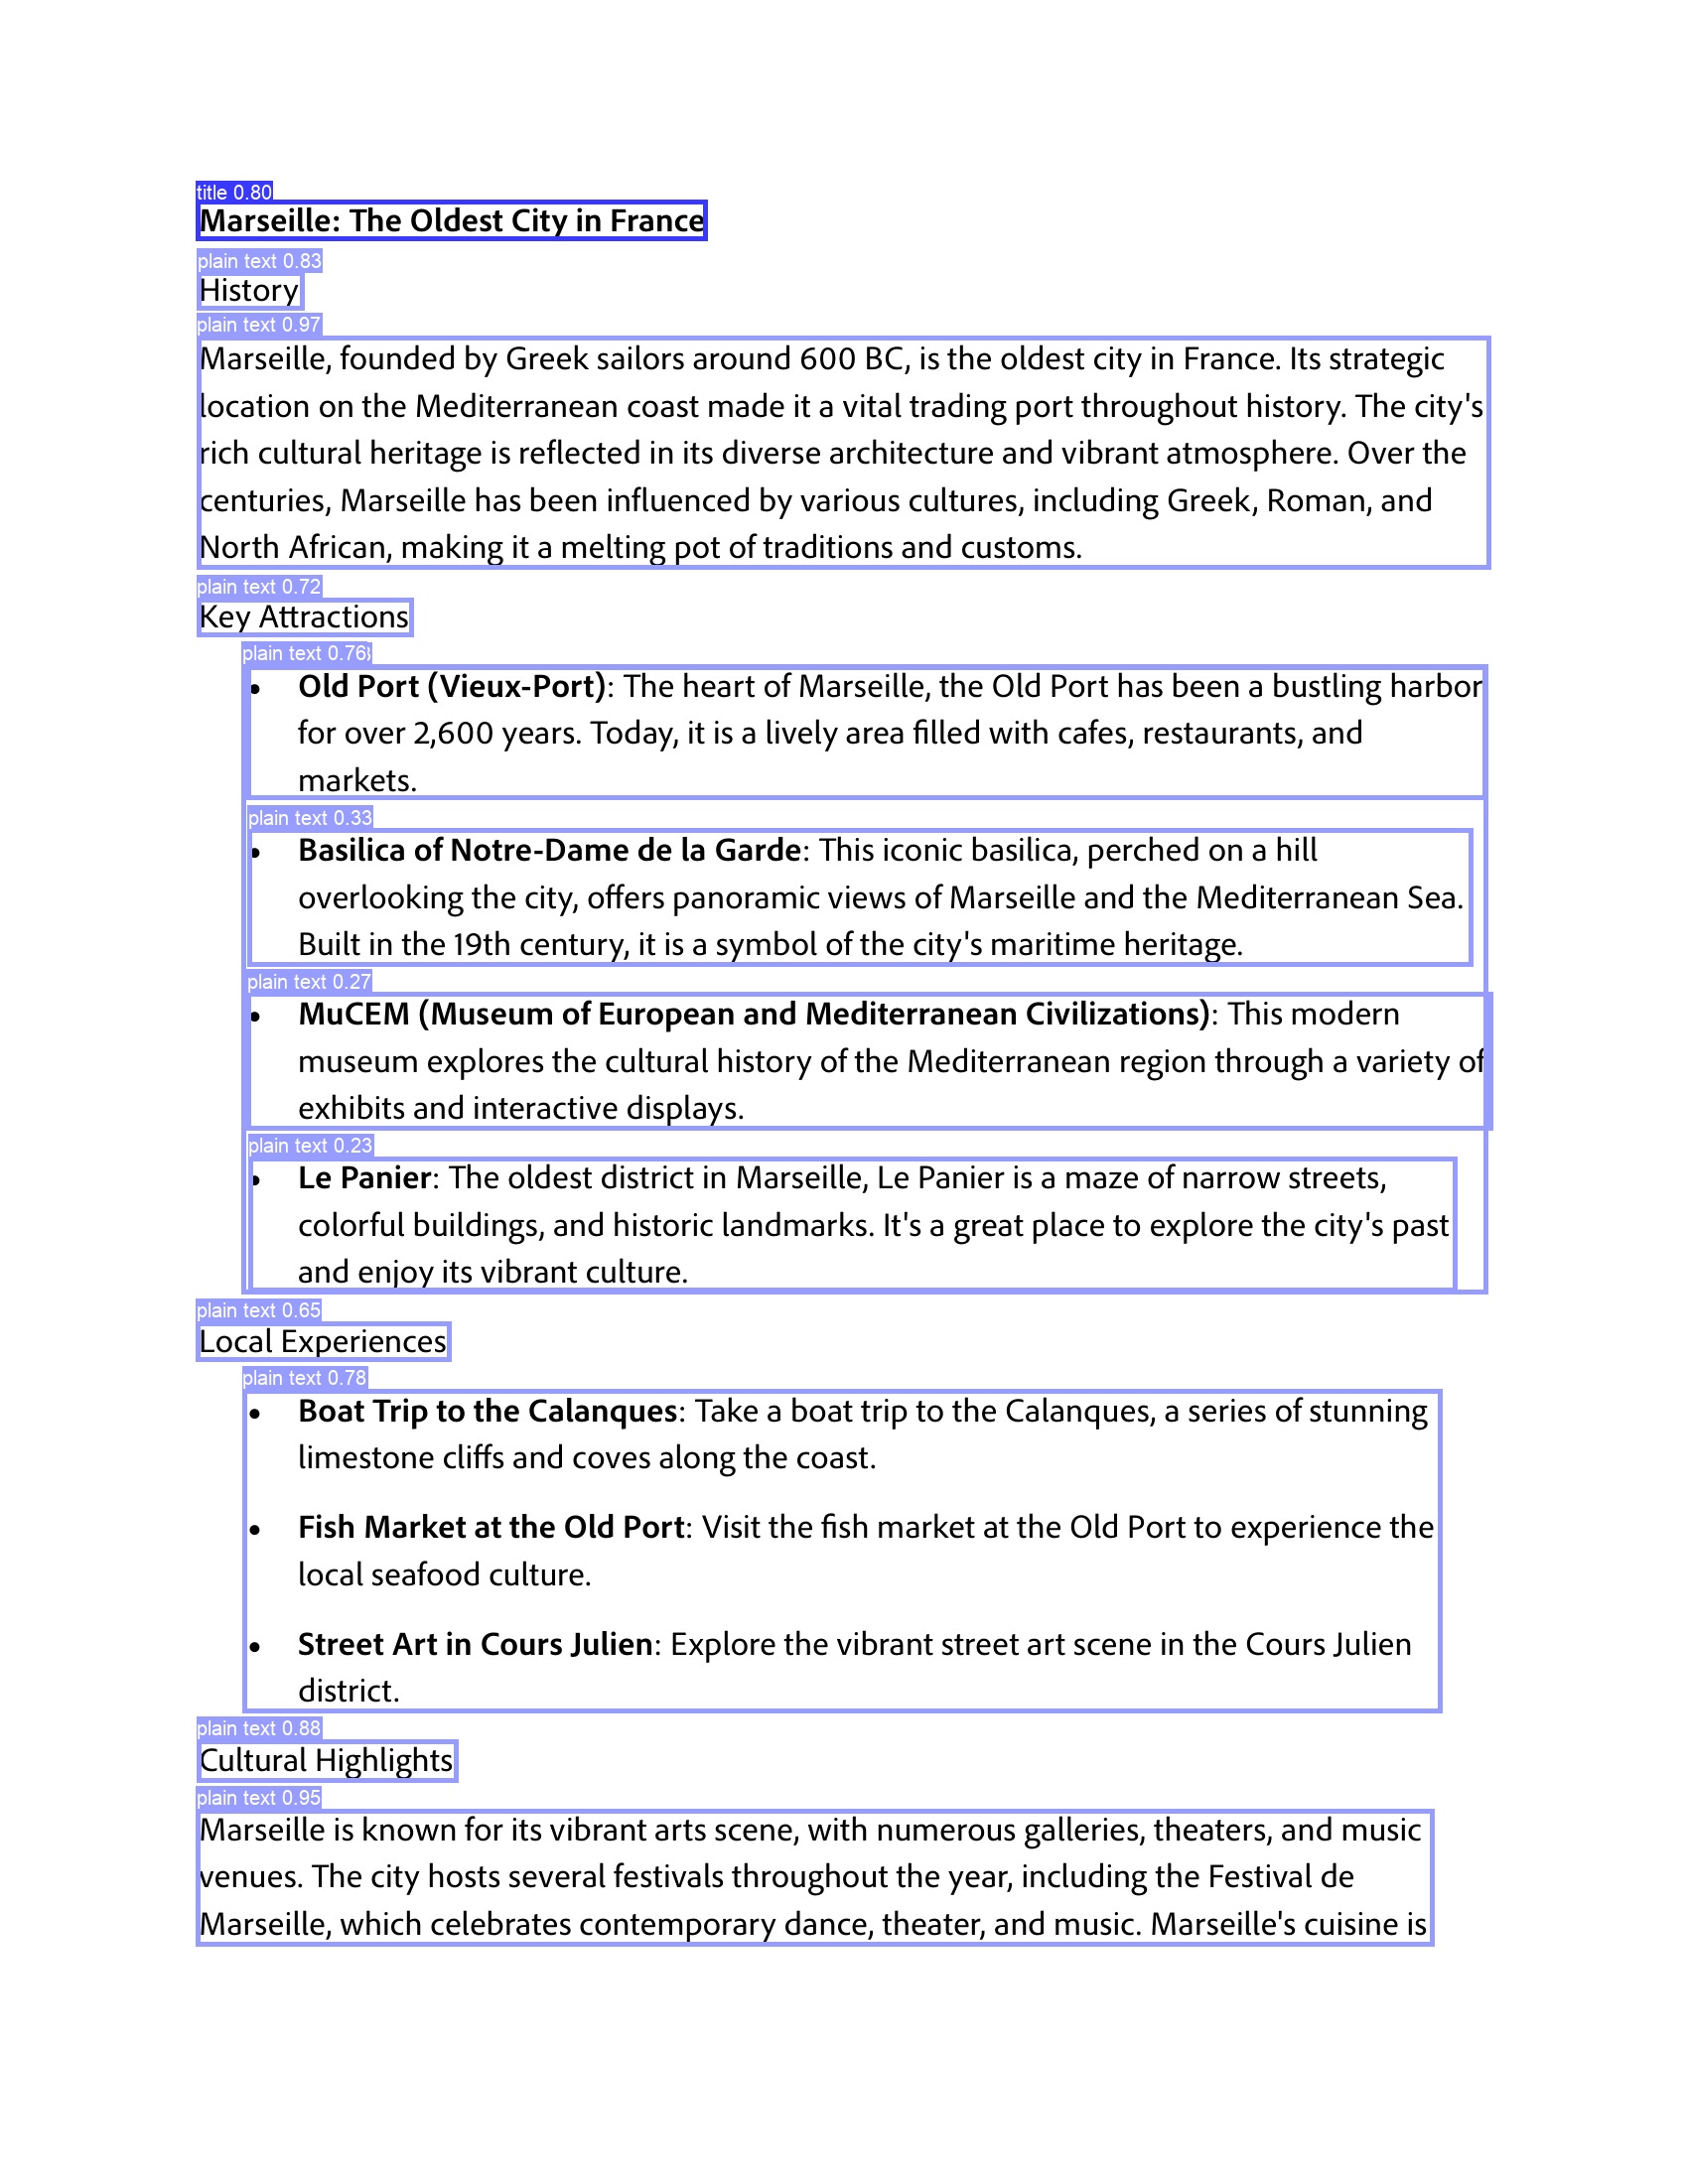 title 0.80
Marseille: The Oldest City in France
plain text 0.83
History
plain text 0.97
Marseille, founded by Greek sailors around 600 BC, is the oldest city in France. Its strategic
location on the Mediterranean coast made it a vital trading port throughout history. The city's
rich cultural heritage is reflected in its diverse architecture and vibrant atmosphere. Over the
centuries, Marseille has been influenced by various cultures, including Greek, Roman, and
North African, making it a melting pot of traditions and customs.
plain text 0.72
Key Attractions
plain text 0.76
• Old Port (Vieux-Port): The heart of Marseille, the Old Port has been a bustling harbor
for over 2,600 years. Today, it is a lively area filled with cafes, restaurants, and
markets.
plain text 0.33
• Basilica of Notre-Dame de la Garde: This iconic basilica, perched on a hill
overlooking the city, offers panoramic views of Marseille and the Mediterranean Sea.
Built in the 19th century, it is a symbol of the city's maritime heritage.
plain text 0.27
• MuCEM (Museum of European and Mediterranean Civilizations): This modern
museum explores the cultural history of the Mediterranean region through a variety of
exhibits and interactive displays.
plain text 0.23
• Le Panier: The oldest district in Marseille, Le Panier is a maze of narrow streets,
colorful buildings, and historic landmarks. It's a great place to explore the city's past
and enjoy its vibrant culture.
plain text 0.65
Local Experiences
plain text 0.78
• Boat Trip to the Calanques: Take a boat trip to the Calanques, a series of stunning
limestone cliffs and coves along the coast.
• Fish Market at the Old Port: Visit the fish market at the Old Port to experience the
local seafood culture.
• Street Art in Cours Julien: Explore the vibrant street art scene in the Cours Julien
district.
plain text 0.88
Cultural Highlights
plain text 0.95
Marseille is known for its vibrant arts scene, with numerous galleries, theaters, and music
venues. The city hosts several festivals throughout the year, including the Festival de
Marseille, which celebrates contemporary dance, theater, and music. Marseille's cuisine is